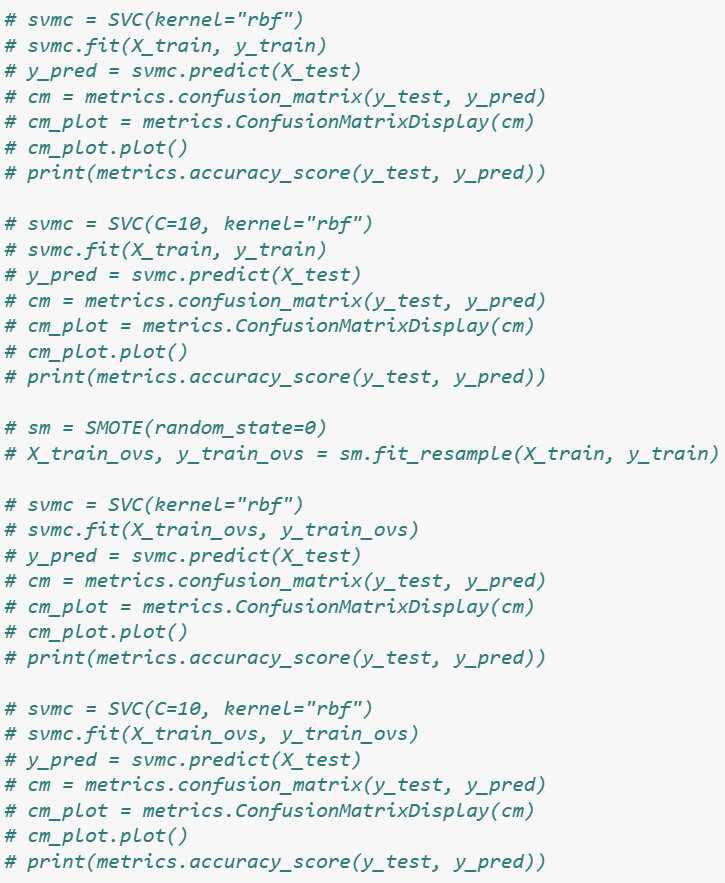 # svmc = SVC(kernel="rbf")
# svmc.fit(X_train, y_train)
# y_pred = svmc.predict(X_test)
# cm = metrics.confusion_matrix(y_test, y_pred)
# cm_plot = metrics.ConfusionMatrixDisplay(cm)
# cm_plot.plot()
# print(metrics.accuracy_score(y_test, y_pred))

# svmc = SVC(C=10, kernel="rbf")
# svmc.fit(X_train, y_train)
# y_pred = svmc.predict(X_test)
# cm = metrics.confusion_matrix(y_test, y_pred)
# cm_plot = metrics.ConfusionMatrixDisplay(cm)
# cm_plot.plot()
# print(metrics.accuracy_score(y_test, y_pred))

# sm = SMOTE(random_state=0)
# X_train_ovs, y_train_ovs = sm.fit_resample(X_train, y_train)

# svmc = SVC(kernel="rbf")
# svmc.fit(X_train_ovs, y_train_ovs)
# y_pred = svmc.predict(X_test)
# cm = metrics.confusion_matrix(y_test, y_pred)
# cm_plot = metrics.ConfusionMatrixDisplay(cm)
# cm_plot.plot()
# print(metrics.accuracy_score(y_test, y_pred))

# svmc = SVC(C=10, kernel="rbf")
# svmc.fit(X_train_ovs, y_train_ovs)
# y_pred = svmc.predict(X_test)
# cm = metrics.confusion_matrix(y_test, y_pred)
# cm_plot = metrics.ConfusionMatrixDisplay(cm)
# cm_plot.plot()
# print(metrics.accuracy_score(y_test, y_pred))